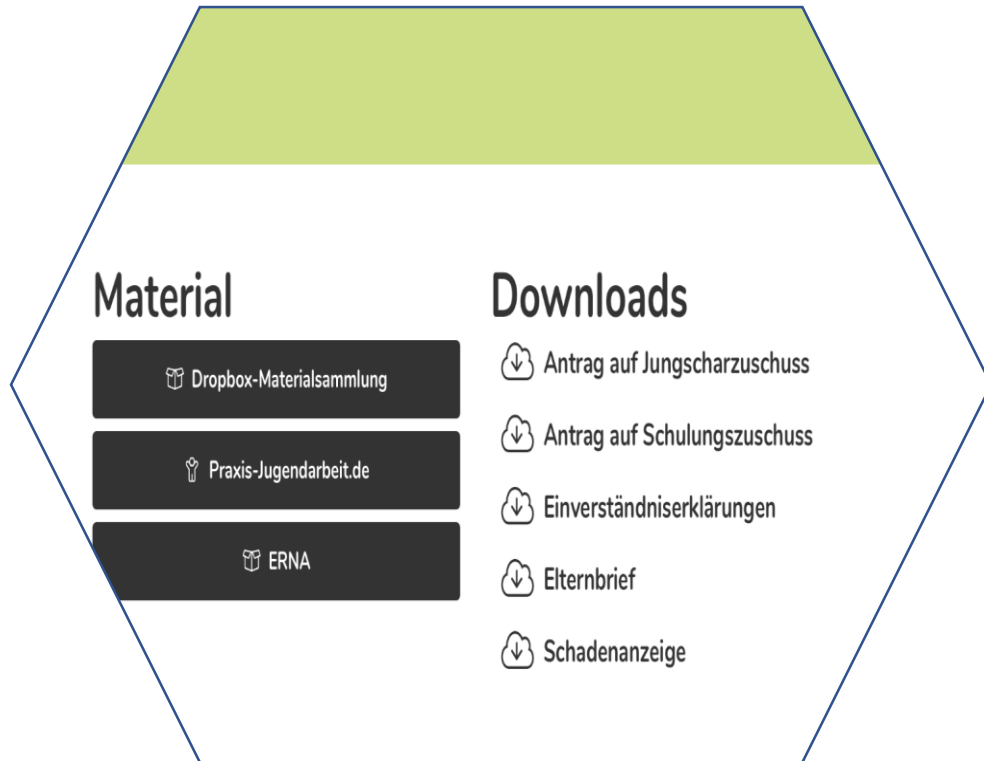 Material
Dropbox-Materialsammlung
Praxis-Jugendarbeit.de
ERNA
Downloads
Antrag auf Jungscharzuschuss
Antrag auf Schulungszuschuss
Einverständniserklärungen
Elternbrief
Schadenanzeige